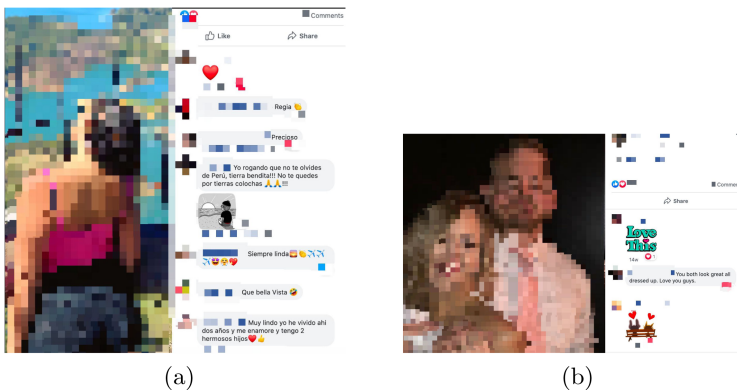 Comments
Like Share
Regia
Precioso
Yo rogando que no te olvides
de Perú, tierra bendita!!! No te quedes
por tierras colochas 🙏🙏!!!
Siempre linda
Que bella Vista
Muy lindo yo he vivido ahi
dos años y me enamore y tengo 2
hermosos hijos❤️👍
(a)
Commen
Share
Love
This
1
14w
You both look great all
dressed up. Love you guys.
(b)